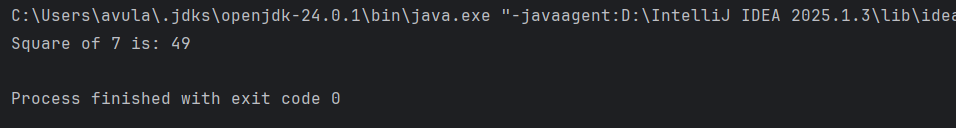 C:\Users\avula\.jdks\openjdk-24.0.1\bin\java.exe "-javaagent:D:\IntelliJ IDEA 2025.1.3\lib\idea
Square of 7 is: 49
Process finished with exit code 0